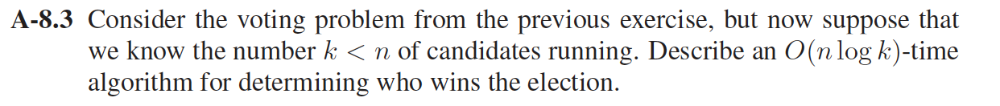 A-8.3 Consider the voting problem from the previous exercise, but now suppose that
we know the number k < n of candidates running. Describe an O(n log k)-time
algorithm for determining who wins the election.